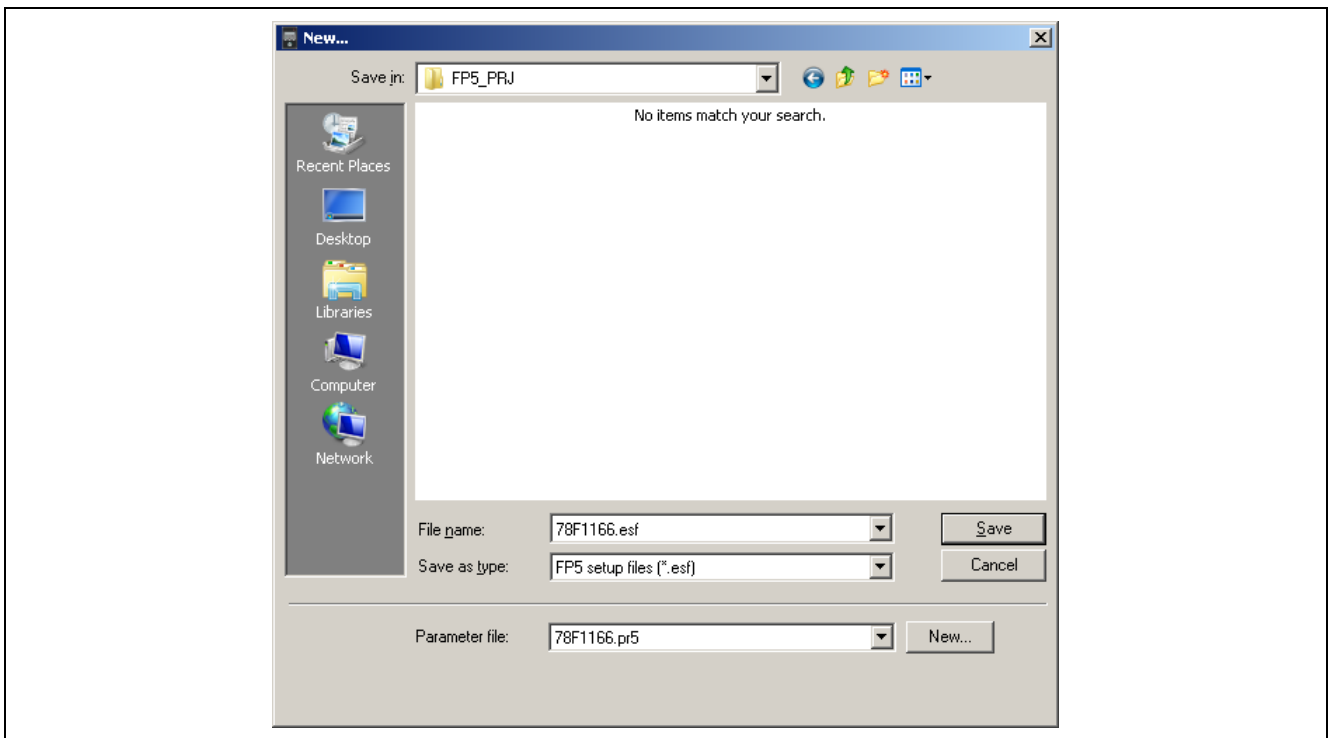 New...
Save in: FP5_PRJ
No items match your search.
Recent Places
Desktop
Libraries
Computer
Network
File name: 78F1166.esf Save
Save as type: FP5 setup files (*.esf) Cancel
Parameter file: 78F1166.pr5 New...